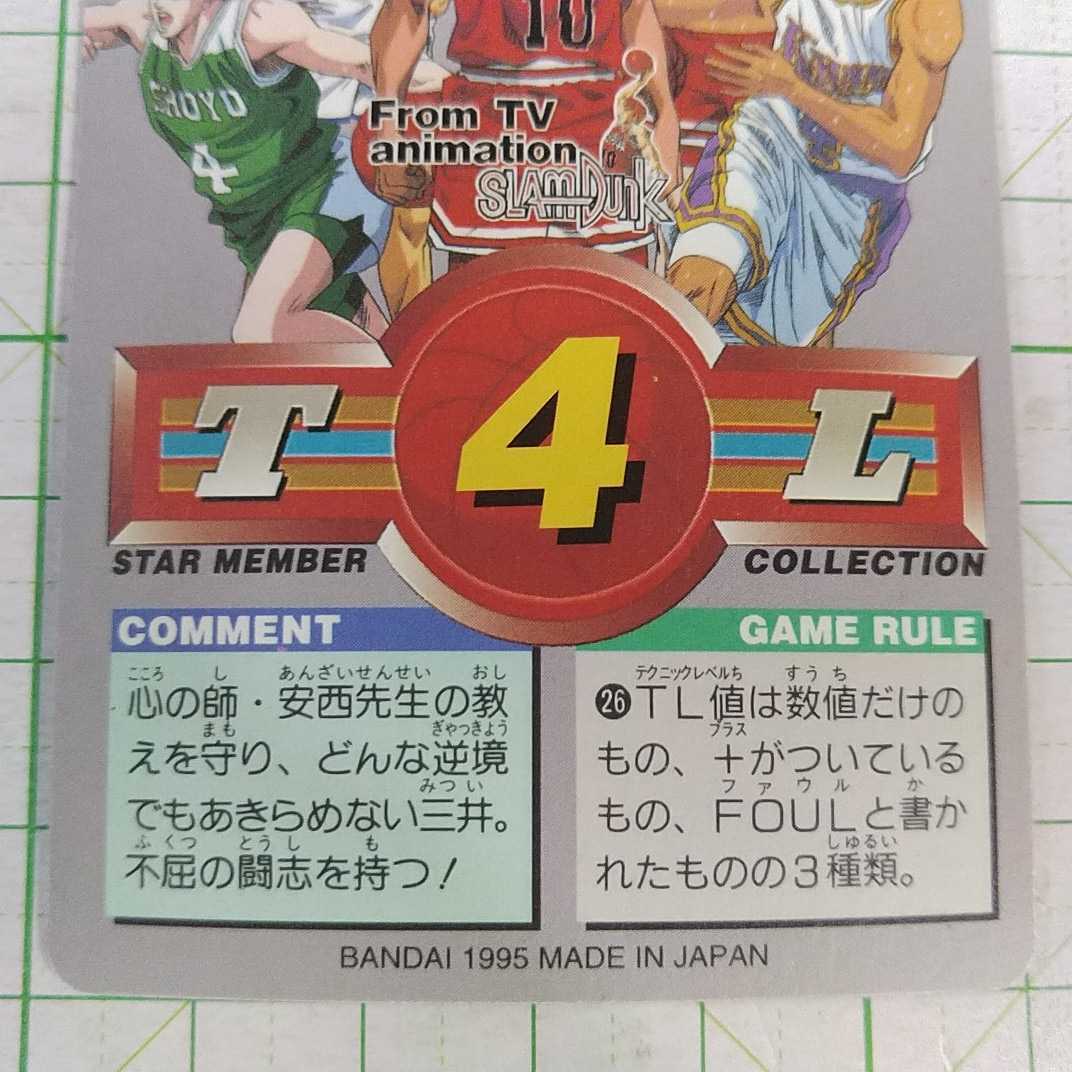 10
SHOYO
4
From TV
animation
SLAM DUNK
T 4 L
STAR MEMBER
COLLECTION
COMMENT
こころ し あんざいせんせい おし
心の師・安西先生の教
まも ぎゃっきょう
えを守り、どんな逆境
みつい
でもあきらめない三井。
ふくつ とうし も
不屈の闘志を持つ!
GAME RULE
テクニックレベルち すうち
㉖TL値は数値だけの
プラス
もの、+がついている
ファウル か
もの、FOULと書か
しゅるい
れたものの3種類。
BANDAI 1995 MADE IN JAPAN